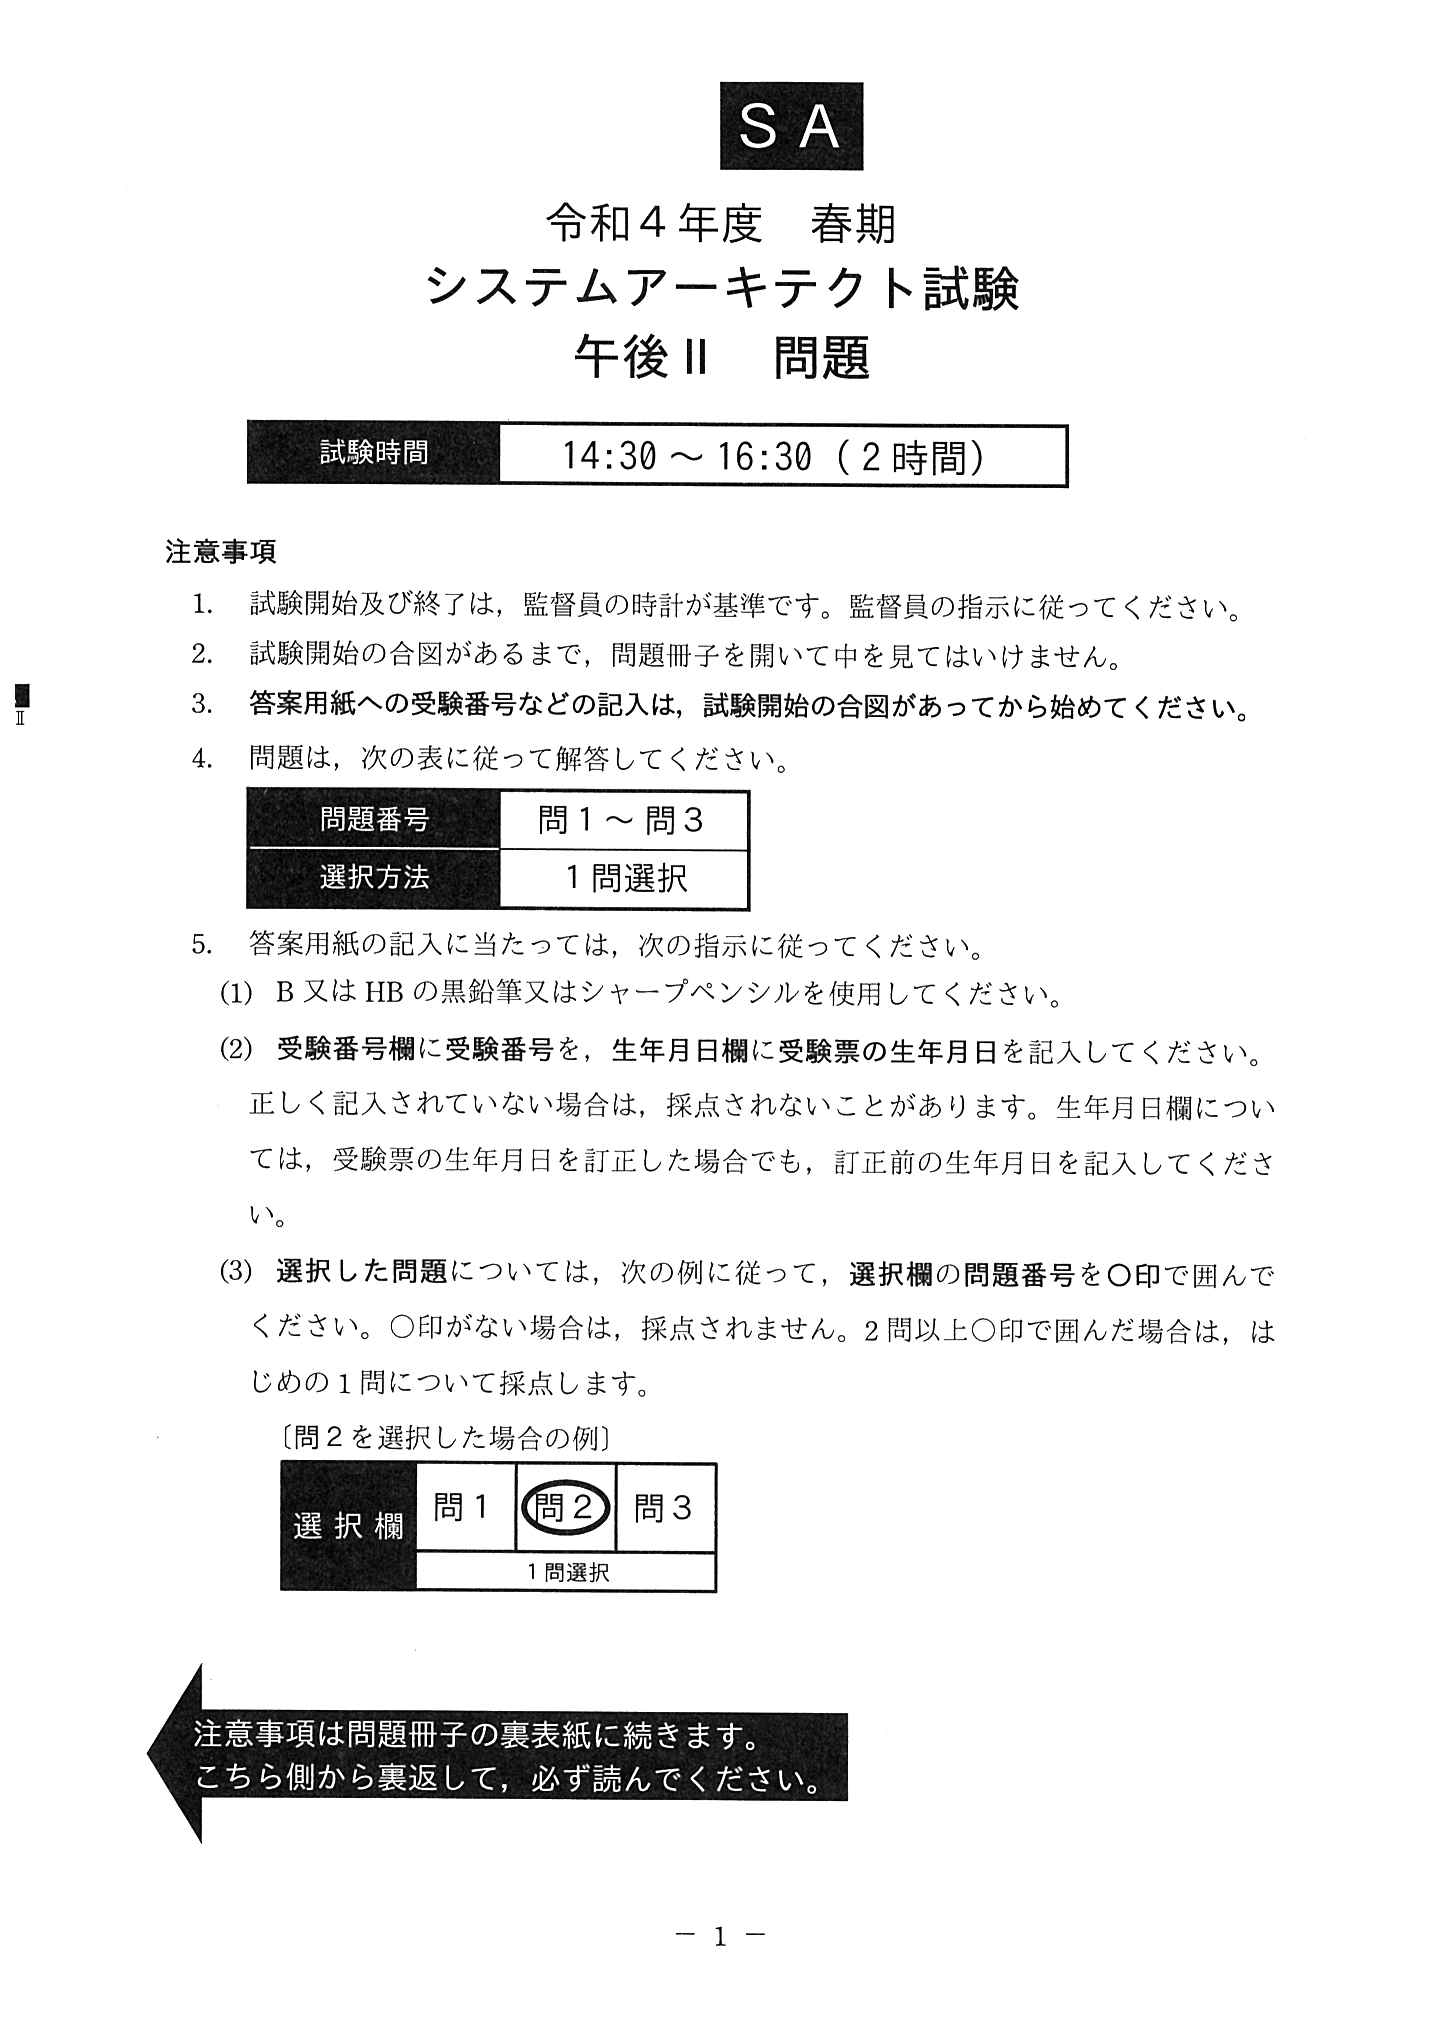 SA
令和4年度　春期
システムアーキテクト試験
午後Ⅱ　問題
試験時間　14:30 ～ 16:30（2時間）
注意事項
1.　試験開始及び終了は，監督員の時計が基準です。監督員の指示に従ってください。
2.　試験開始の合図があるまで，問題冊子を開いて中を見てはいけません。
3.　答案用紙への受験番号などの記入は，試験開始の合図があってから始めてください。
Ⅱ
4.　問題は，次の表に従って解答してください。
問題番号　問1～問3
選択方法　1問選択
5.　答案用紙の記入に当たっては，次の指示に従ってください。
(1)　B又はHBの黒鉛筆又はシャープペンシルを使用してください。
(2)　受験番号欄に受験番号を，生年月日欄に受験票の生年月日を記入してください。
正しく記入されていない場合は，採点されないことがあります。生年月日欄につい
ては，受験票の生年月日を訂正した場合でも，訂正前の生年月日を記入してくださ
い。
(3)　選択した問題については，次の例に従って，選択欄の問題番号を〇印で囲んで
ください。〇印がない場合は，採点されません。2問以上〇印で囲んだ場合は，は
じめの1問について採点します。
〔問2を選択した場合の例〕
選択欄　問1　問2　問3
1問選択
注意事項は問題冊子の裏表紙に続きます。
こちら側から裏返して，必ず読んでください。
－ 1 －